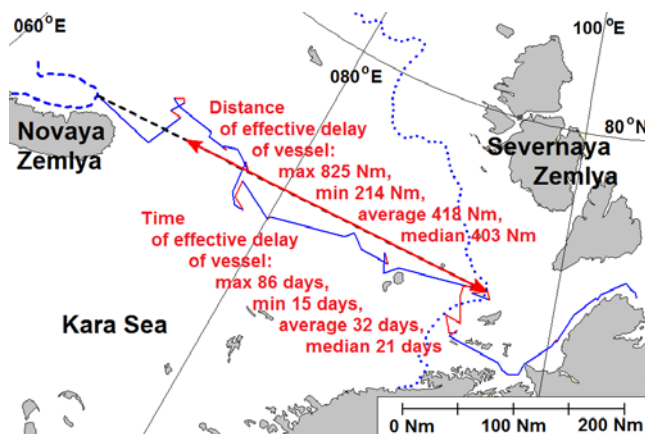 060°E
100°E
080°E
80°N
Novaya
Zemlya
Severnaya
Zemlya
Distance
of effective delay
of vessel:
max 825 Nm,
min 214 Nm,
average 418 Nm,
median 403 Nm
Time
of effective delay
of vessel:
max 86 days,
min 15 days,
average 32 days,
median 21 days
Kara Sea
0 Nm 100 Nm 200 Nm